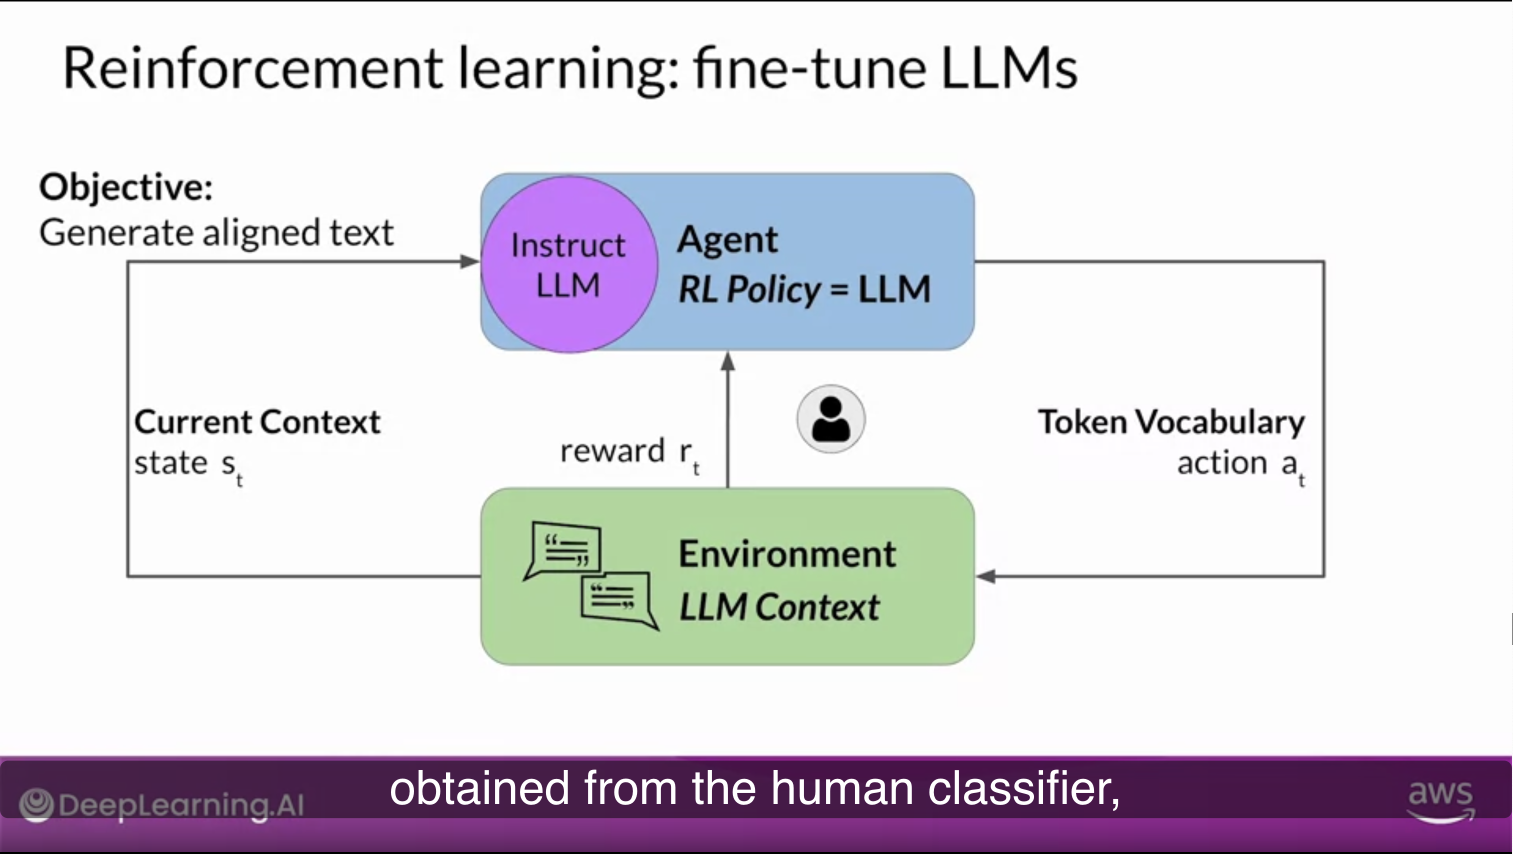 Reinforcement learning: fine-tune LLMs
Objective:
Generate aligned text
Instruct
LLM
Agent
RL Policy = LLM
Current Context
state s_t
reward r_t
Token Vocabulary
action a_t
Environment
LLM Context
obtained from the human classifier,
DeepLearning.AI
aws